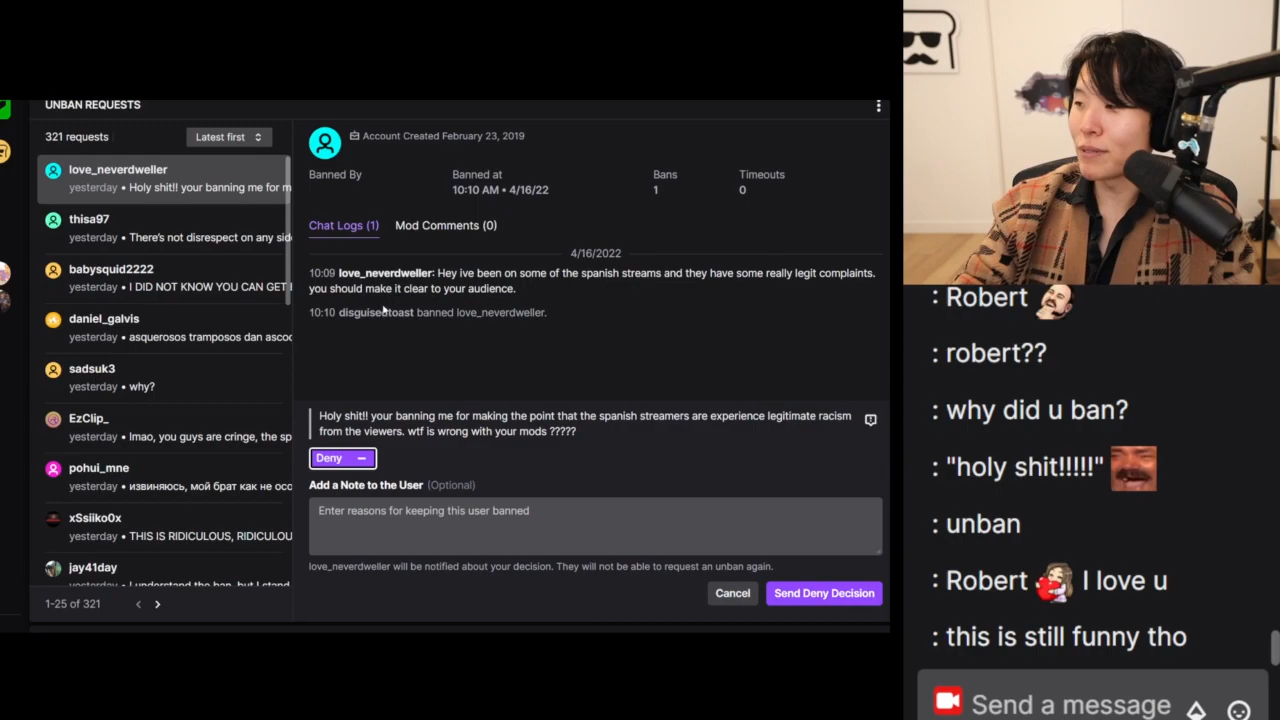 UNBAN REQUESTS
321 requests
Latest first
love_neverdweller
yesterday • Holy shit!! your banning me for m
thisa97
yesterday • There's not disrespect on any sid
babysquid2222
yesterday • I DID NOT KNOW YOU CAN GET
daniel_galvis
yesterday • asquerosos tramposos dan asco
sadsuk3
yesterday • why?
EzClip_
yesterday • lmao, you guys are cringe, the sp
pohui_mne
yesterday • извиняюсь, мой брат как не осо
xSsiiko0x
yesterday • THIS IS RIDICULOUS, RIDICULOU
jay41day
yesterday • I understand the ban, but I stand
1-25 of 321
Account Created February 23, 2019
Banned By
Banned at
Bans
Timeouts
10:10 AM • 4/16/22
1
0
Chat Logs (1)
Mod Comments (0)
4/16/2022
10:09 love_neverdweller: Hey ive been on some of the spanish streams and they have some really legit complaints.
you should make it clear to your audience.
10:10 disguisedtoast banned love_neverdweller.
Holy shit!! your banning me for making the point that the spanish streamers are experience legitimate racism
from the viewers. wtf is wrong with your mods ?????
Deny
Add a Note to the User (Optional)
Enter reasons for keeping this user banned
love_neverdweller will be notified about your decision. They will not be able to request an unban again.
Cancel
Send Deny Decision
: Robert
: robert??
: why did u ban?
: "holy shit!!!!!"
: unban
: Robert I love u
: this is still funny tho
Send a message